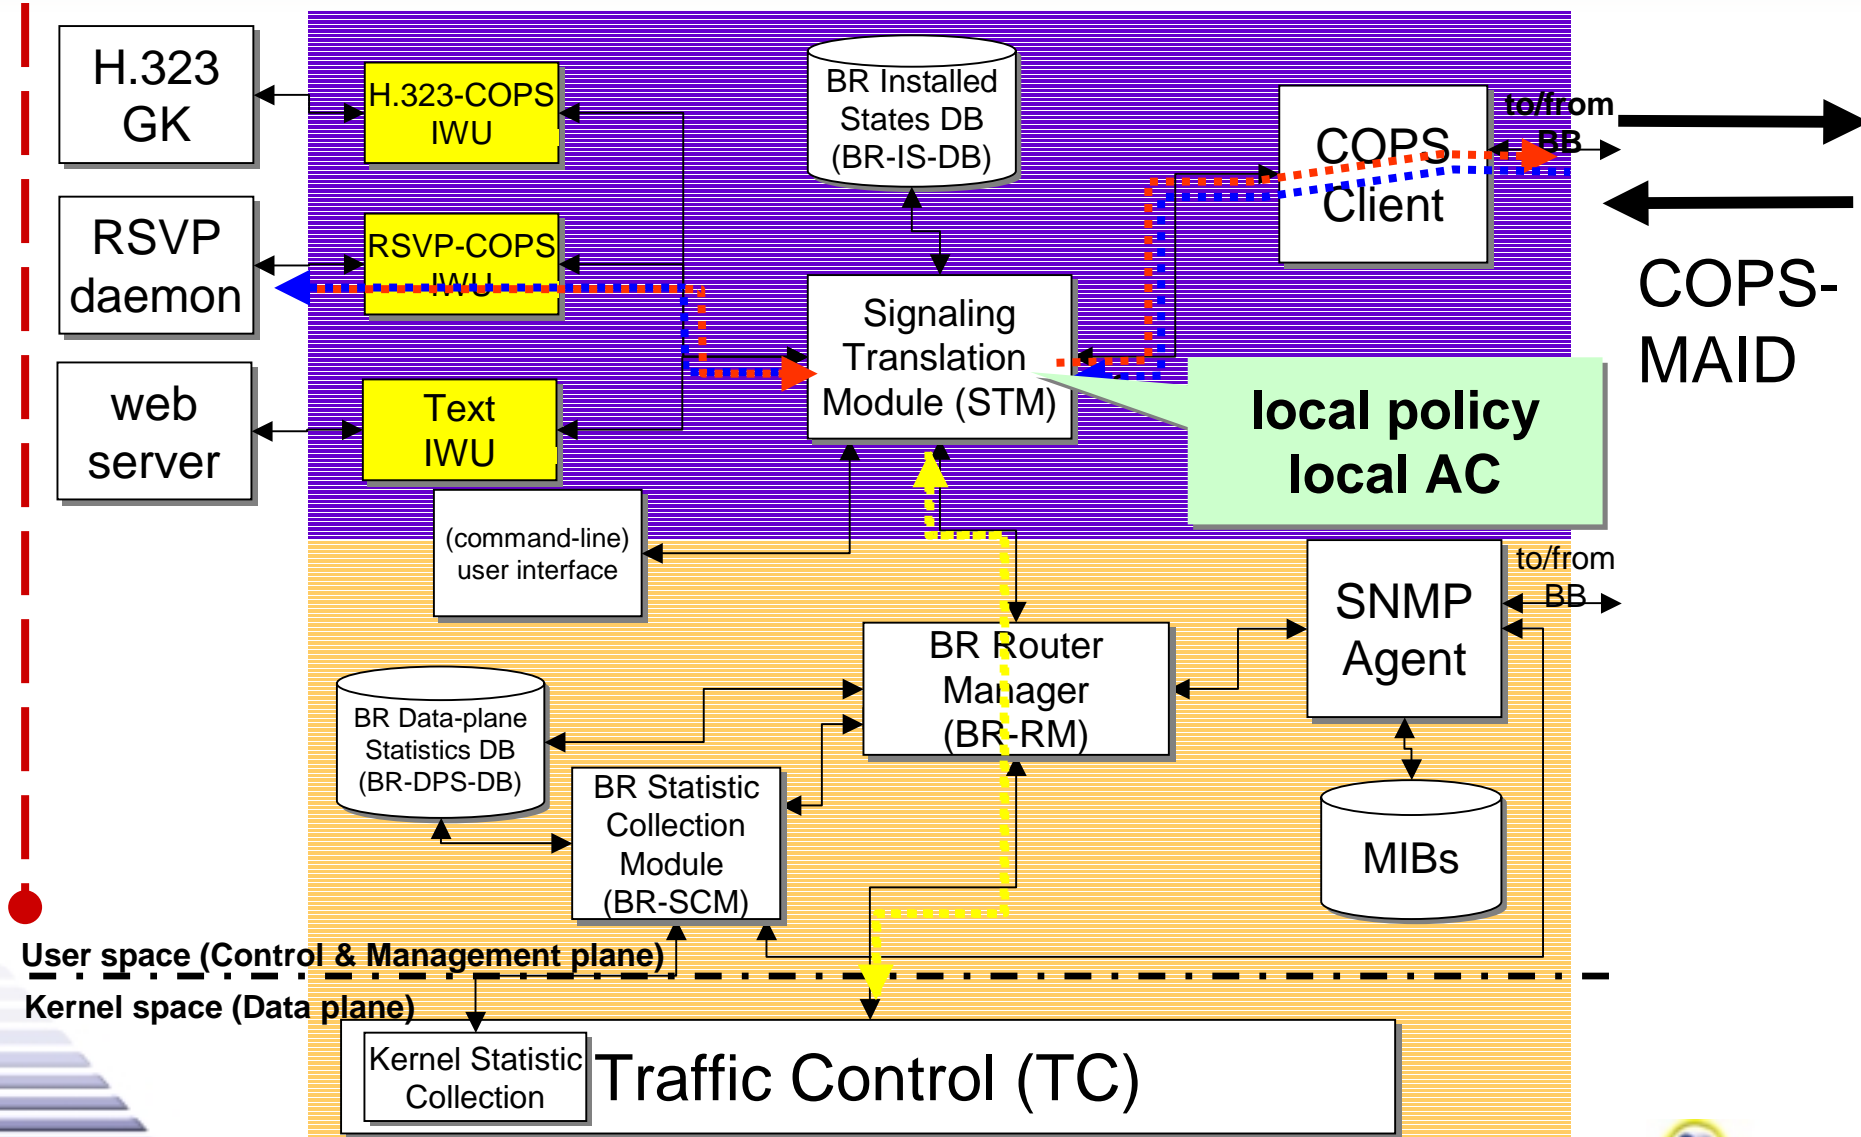 H.323
GK
H.323-COPS
IWU
BR Installed
States DB
(BR-IS-DB)
COPS
Client
to/from
BB
RSVP
daemon
RSVP-COPS
IWU
Signaling
Translation
Module (STM)
COPS-
MAID
web
server
Text
IWU
local policy
local AC
(command-line)
user interface
BR Router
Manager
(BR-RM)
SNMP
Agent
to/from
BB
BR Data-plane
Statistics DB
(BR-DPS-DB)
BR Statistic
Collection
Module
(BR-SCM)
MIBs
User space (Control & Management plane)
Kernel space (Data plane)
Kernel Statistic
Collection
Traffic Control (TC)